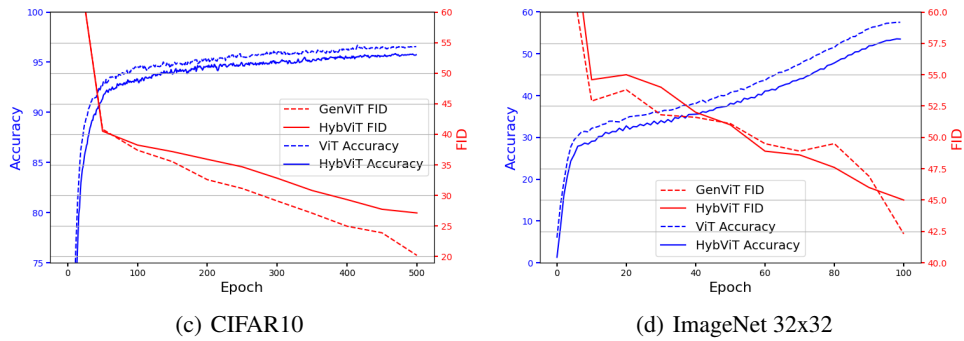 100
95
90
85
80
75
Accuracy
0
100
200
300
400
500
Epoch
60
55
50
45
40
35
30
25
20
FID
GenViT FID
HybViT FID
ViT Accuracy
HybViT Accuracy
(c) CIFAR10
60
50
40
30
20
10
0
Accuracy
0
20
40
60
80
100
Epoch
60.0
57.5
55.0
52.5
50.0
47.5
45.0
42.5
40.0
FID
GenViT FID
HybViT FID
ViT Accuracy
HybViT Accuracy
(d) ImageNet 32x32